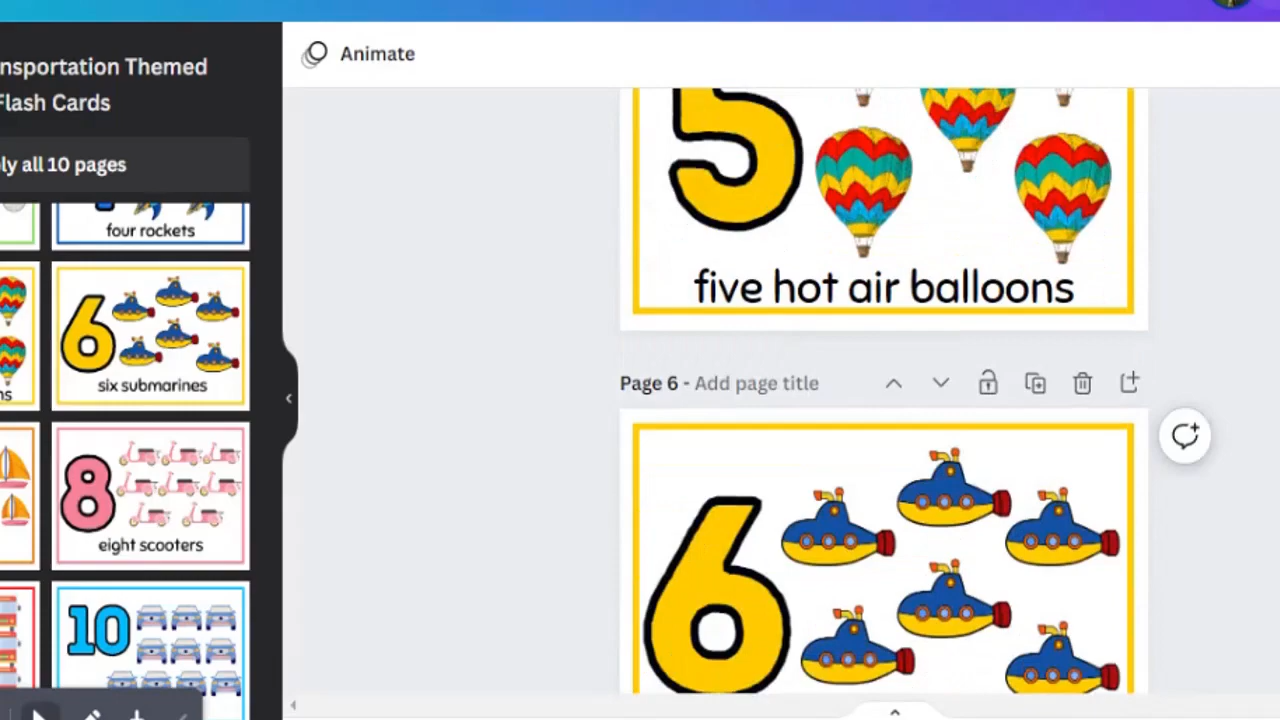 Animate
nsportation Themed
Flash Cards
ly all 10 pages
four rockets
6
six submarines
ns
8
eight scooters
10
5
five hot air balloons
Page 6 - Add page title
6